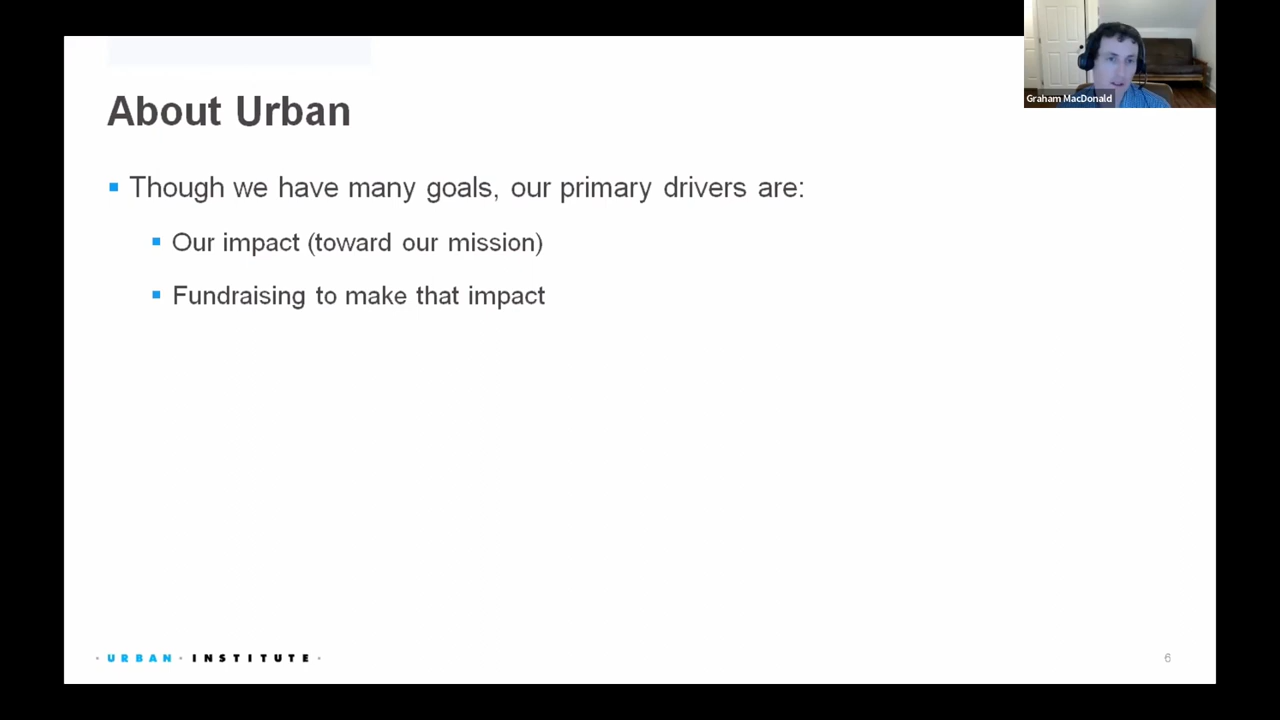 Graham MacDonald
About Urban
Though we have many goals, our primary drivers are:
Our impact (toward our mission)
Fundraising to make that impact
· URBAN · INSTITUTE ·
6